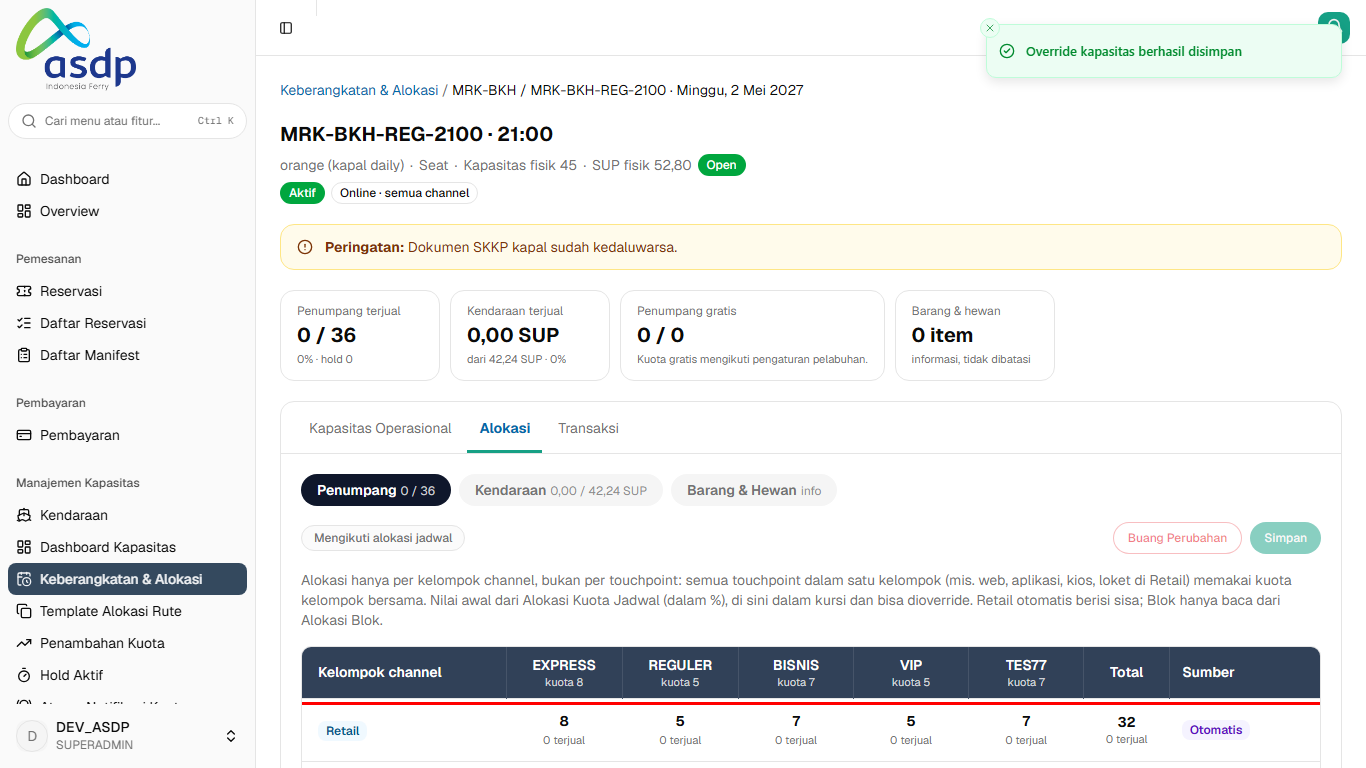 asdp
Indonesia Ferry
Cari menu atau fitur... Ctrl K
Dashboard
Overview
Pemesanan
Reservasi
Daftar Reservasi
Daftar Manifest
Pembayaran
Pembayaran
Manajemen Kapasitas
Kendaraan
Dashboard Kapasitas
Keberangkatan & Alokasi
Template Alokasi Rute
Penambahan Kuota
Hold Aktif
D DEV_ASDP
SUPERADMIN
Override kapasitas berhasil disimpan
Keberangkatan & Alokasi / MRK-BKH / MRK-BKH-REG-2100 · Minggu, 2 Mei 2027
MRK-BKH-REG-2100 · 21:00
orange (kapal daily) · Seat · Kapasitas fisik 45 · SUP fisik 52,80 Open
Aktif Online · semua channel
Peringatan: Dokumen SKKP kapal sudah kedaluwarsa.
Penumpang terjual
0 / 36
0% · hold 0
Kendaraan terjual
0,00 SUP
dari 42,24 SUP · 0%
Penumpang gratis
0 / 0
Kuota gratis mengikuti pengaturan pelabuhan.
Barang & hewan
0 item
informasi, tidak dibatasi
Kapasitas Operasional Alokasi Transaksi
Penumpang 0 / 36 Kendaraan 0,00 / 42,24 SUP Barang & Hewan info
Mengikuti alokasi jadwal Buang Perubahan Simpan
Alokasi hanya per kelompok channel, bukan per touchpoint: semua touchpoint dalam satu kelompok (mis. web, aplikasi, kios, loket di Retail) memakai kuota
kelompok bersama. Nilai awal dari Alokasi Kuota Jadwal (dalam %), di sini dalam kursi dan bisa dioverride; Retail otomatis berisi sisa; Blok hanya baca dari
Alokasi Blok.
Kelompok channel EXPRESS REGULER BISNIS VIP TES77 Total Sumber
kuota 8 kuota 5 kuota 7 kuota 5 kuota 7
Retail 8 5 7 5 7 32 Otomatis
0 terjual 0 terjual 0 terjual 0 terjual 0 terjual 0 terjual